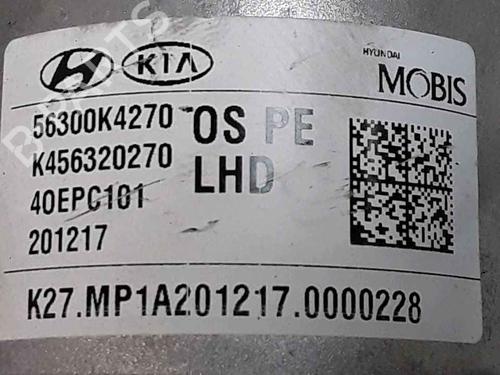 KIA
HYUNDAI
MOBIS
56300K4270 OS PE
K456320270 LHD
40EPC101
201217
K27.MP1A201217.0000228